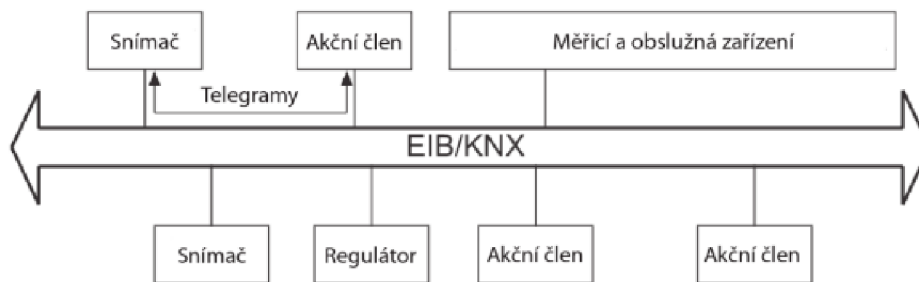 Snímač
Akční člen
Měřicí a obslužná zařízení
Telegramy
EIB/KNX
Snímač
Regulátor
Akční člen
Akční člen